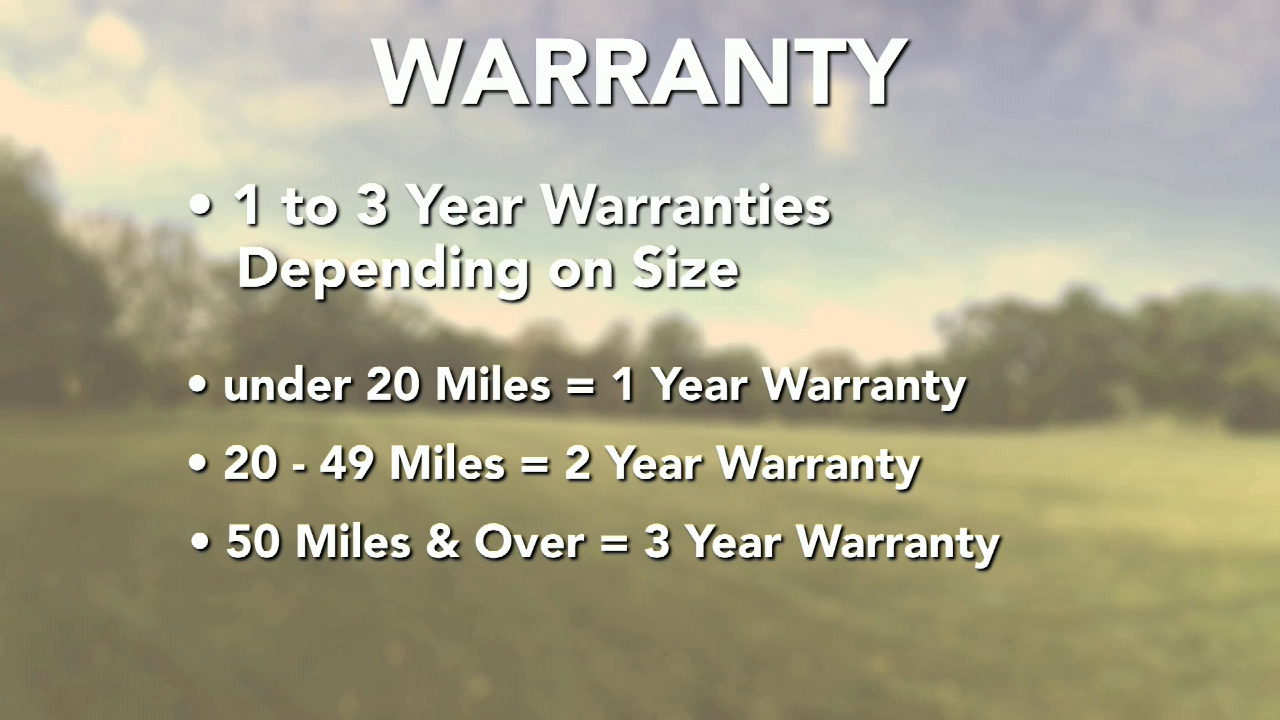 WARRANTY
• 1 to 3 Year Warranties
Depending on Size
• under 20 Miles = 1 Year Warranty
• 20 - 49 Miles = 2 Year Warranty
• 50 Miles & Over = 3 Year Warranty